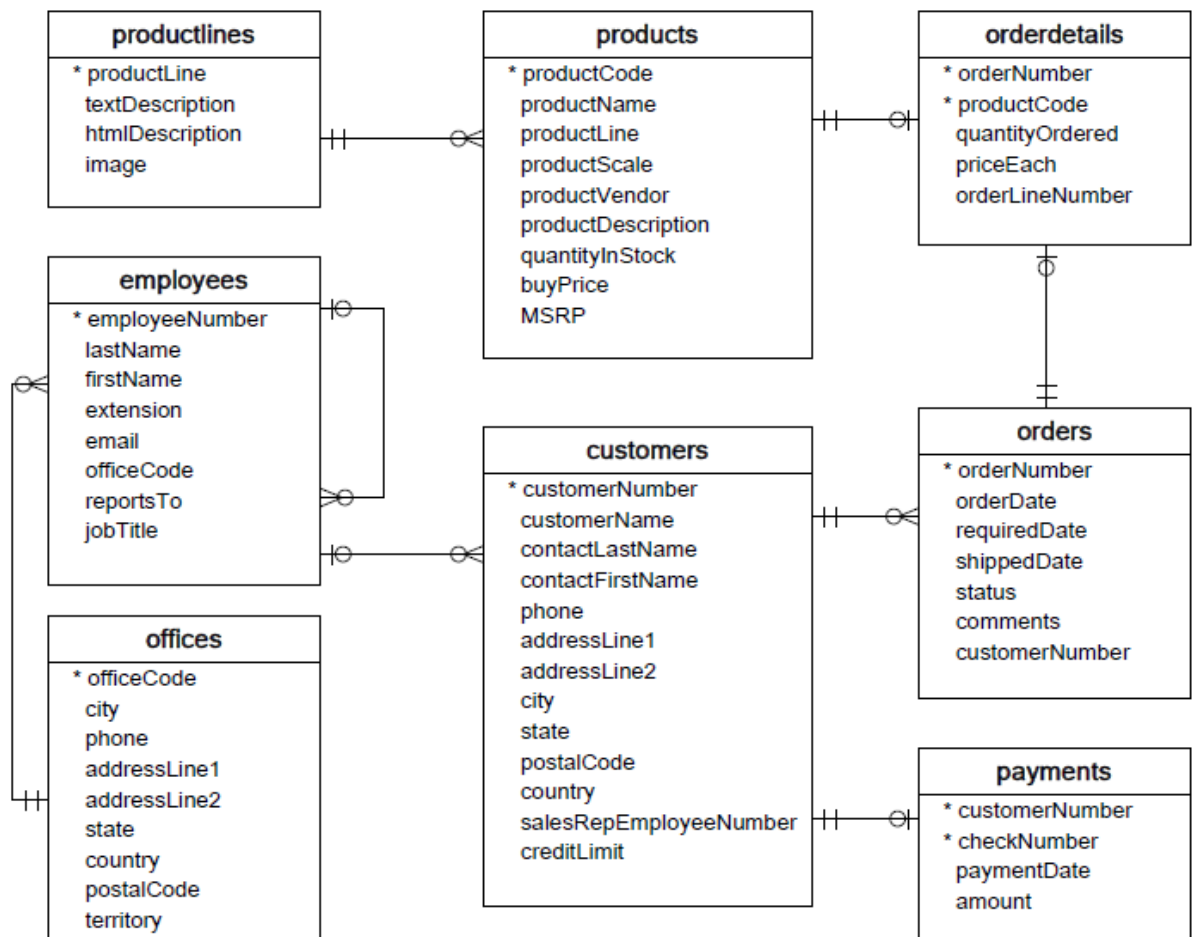 productlines
* productLine
textDescription
htmlDescription
image
products
* productCode
productName
productLine
productScale
productVendor
productDescription
quantityInStock
buyPrice
MSRP
orderdetails
* orderNumber
* productCode
quantityOrdered
priceEach
orderLineNumber
employees
* employeeNumber
lastName
firstName
extension
email
officeCode
reportsTo
jobTitle
customers
* customerNumber
customerName
contactLastName
contactFirstName
phone
addressLine1
addressLine2
city
state
postalCode
country
salesRepEmployeeNumber
creditLimit
orders
* orderNumber
orderDate
requiredDate
shippedDate
status
comments
customerNumber
offices
* officeCode
city
phone
addressLine1
addressLine2
state
country
postalCode
territory
payments
* customerNumber
* checkNumber
paymentDate
amount